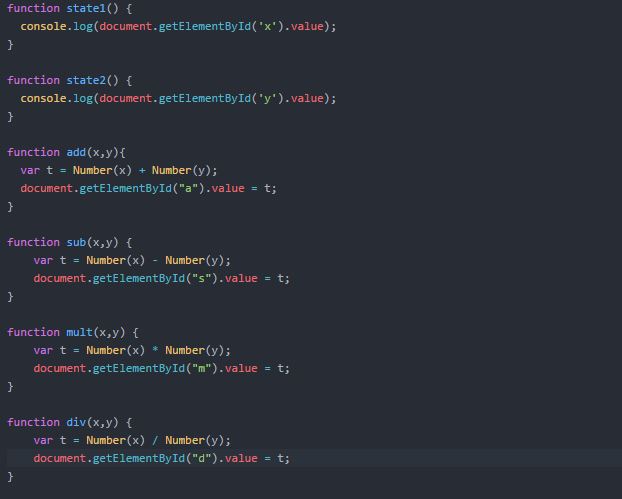 function state1() {
  console.log(document.getElementById('x').value);
}

function state2() {
  console.log(document.getElementById('y').value);
}

function add(x,y){
  var t = Number(x) + Number(y);
  document.getElementById("a").value = t;
}

function sub(x,y) {
    var t = Number(x) - Number(y);
    document.getElementById("s").value = t;
}

function mult(x,y) {
    var t = Number(x) * Number(y);
    document.getElementById("m").value = t;
}

function div(x,y) {
    var t = Number(x) / Number(y);
    document.getElementById("d").value = t;
}